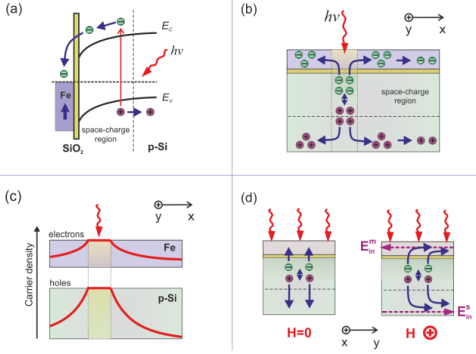 (a)
E_c
hν
Fe
E_v
space-charge
region
SiO₂
p-Si
(b)
hν
y
x
space-charge
region
(c)
y
x
electrons
Fe
Carrier density
holes
p-Si
(d)
E_in^m
E_in^s
H=0
H ⊕
x
y